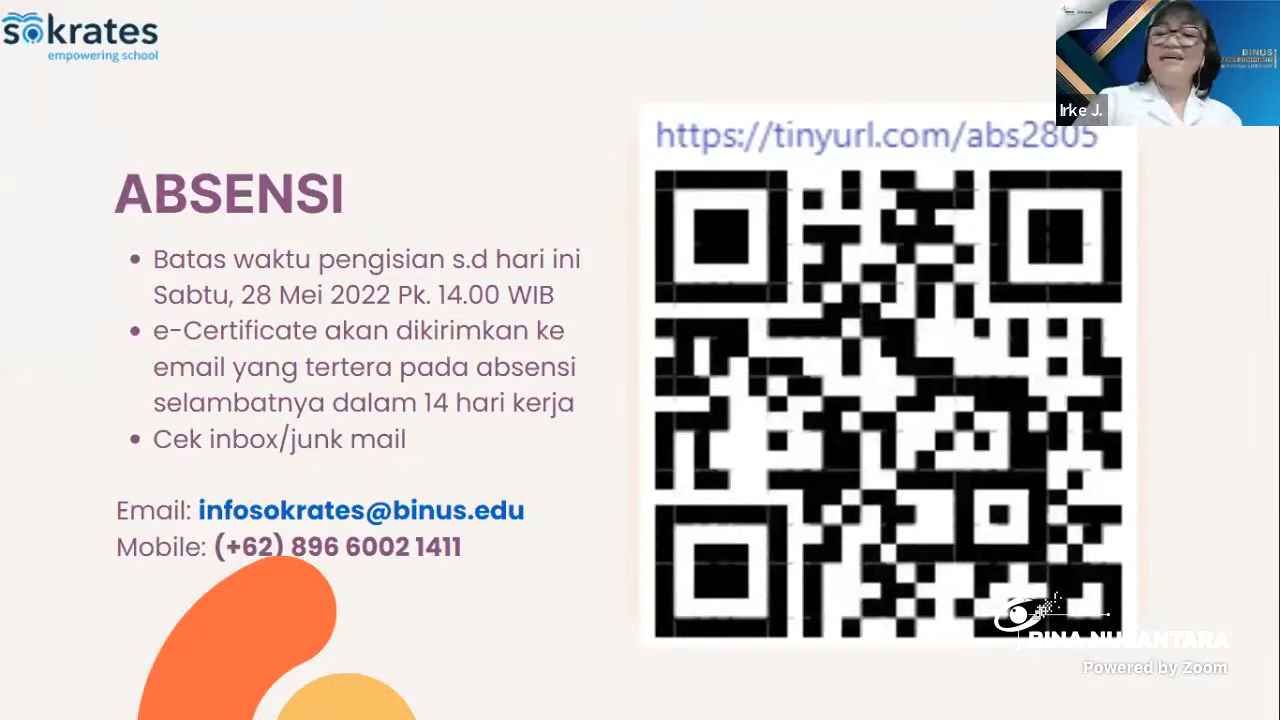 sokrates
empowering school
Irke J.
BINUS
https://tinyurl.com/abs2805
ABSENSI
• Batas waktu pengisian s.d hari ini
Sabtu, 28 Mei 2022 Pk. 14.00 WIB
• e-Certificate akan dikirimkan ke
email yang tertera pada absensi
selambatnya dalam 14 hari kerja
• Cek inbox/junk mail
Email: infosokrates@binus.edu
Mobile: (+62) 896 6002 1411
BINA NUSANTARA
Powered by Zoom